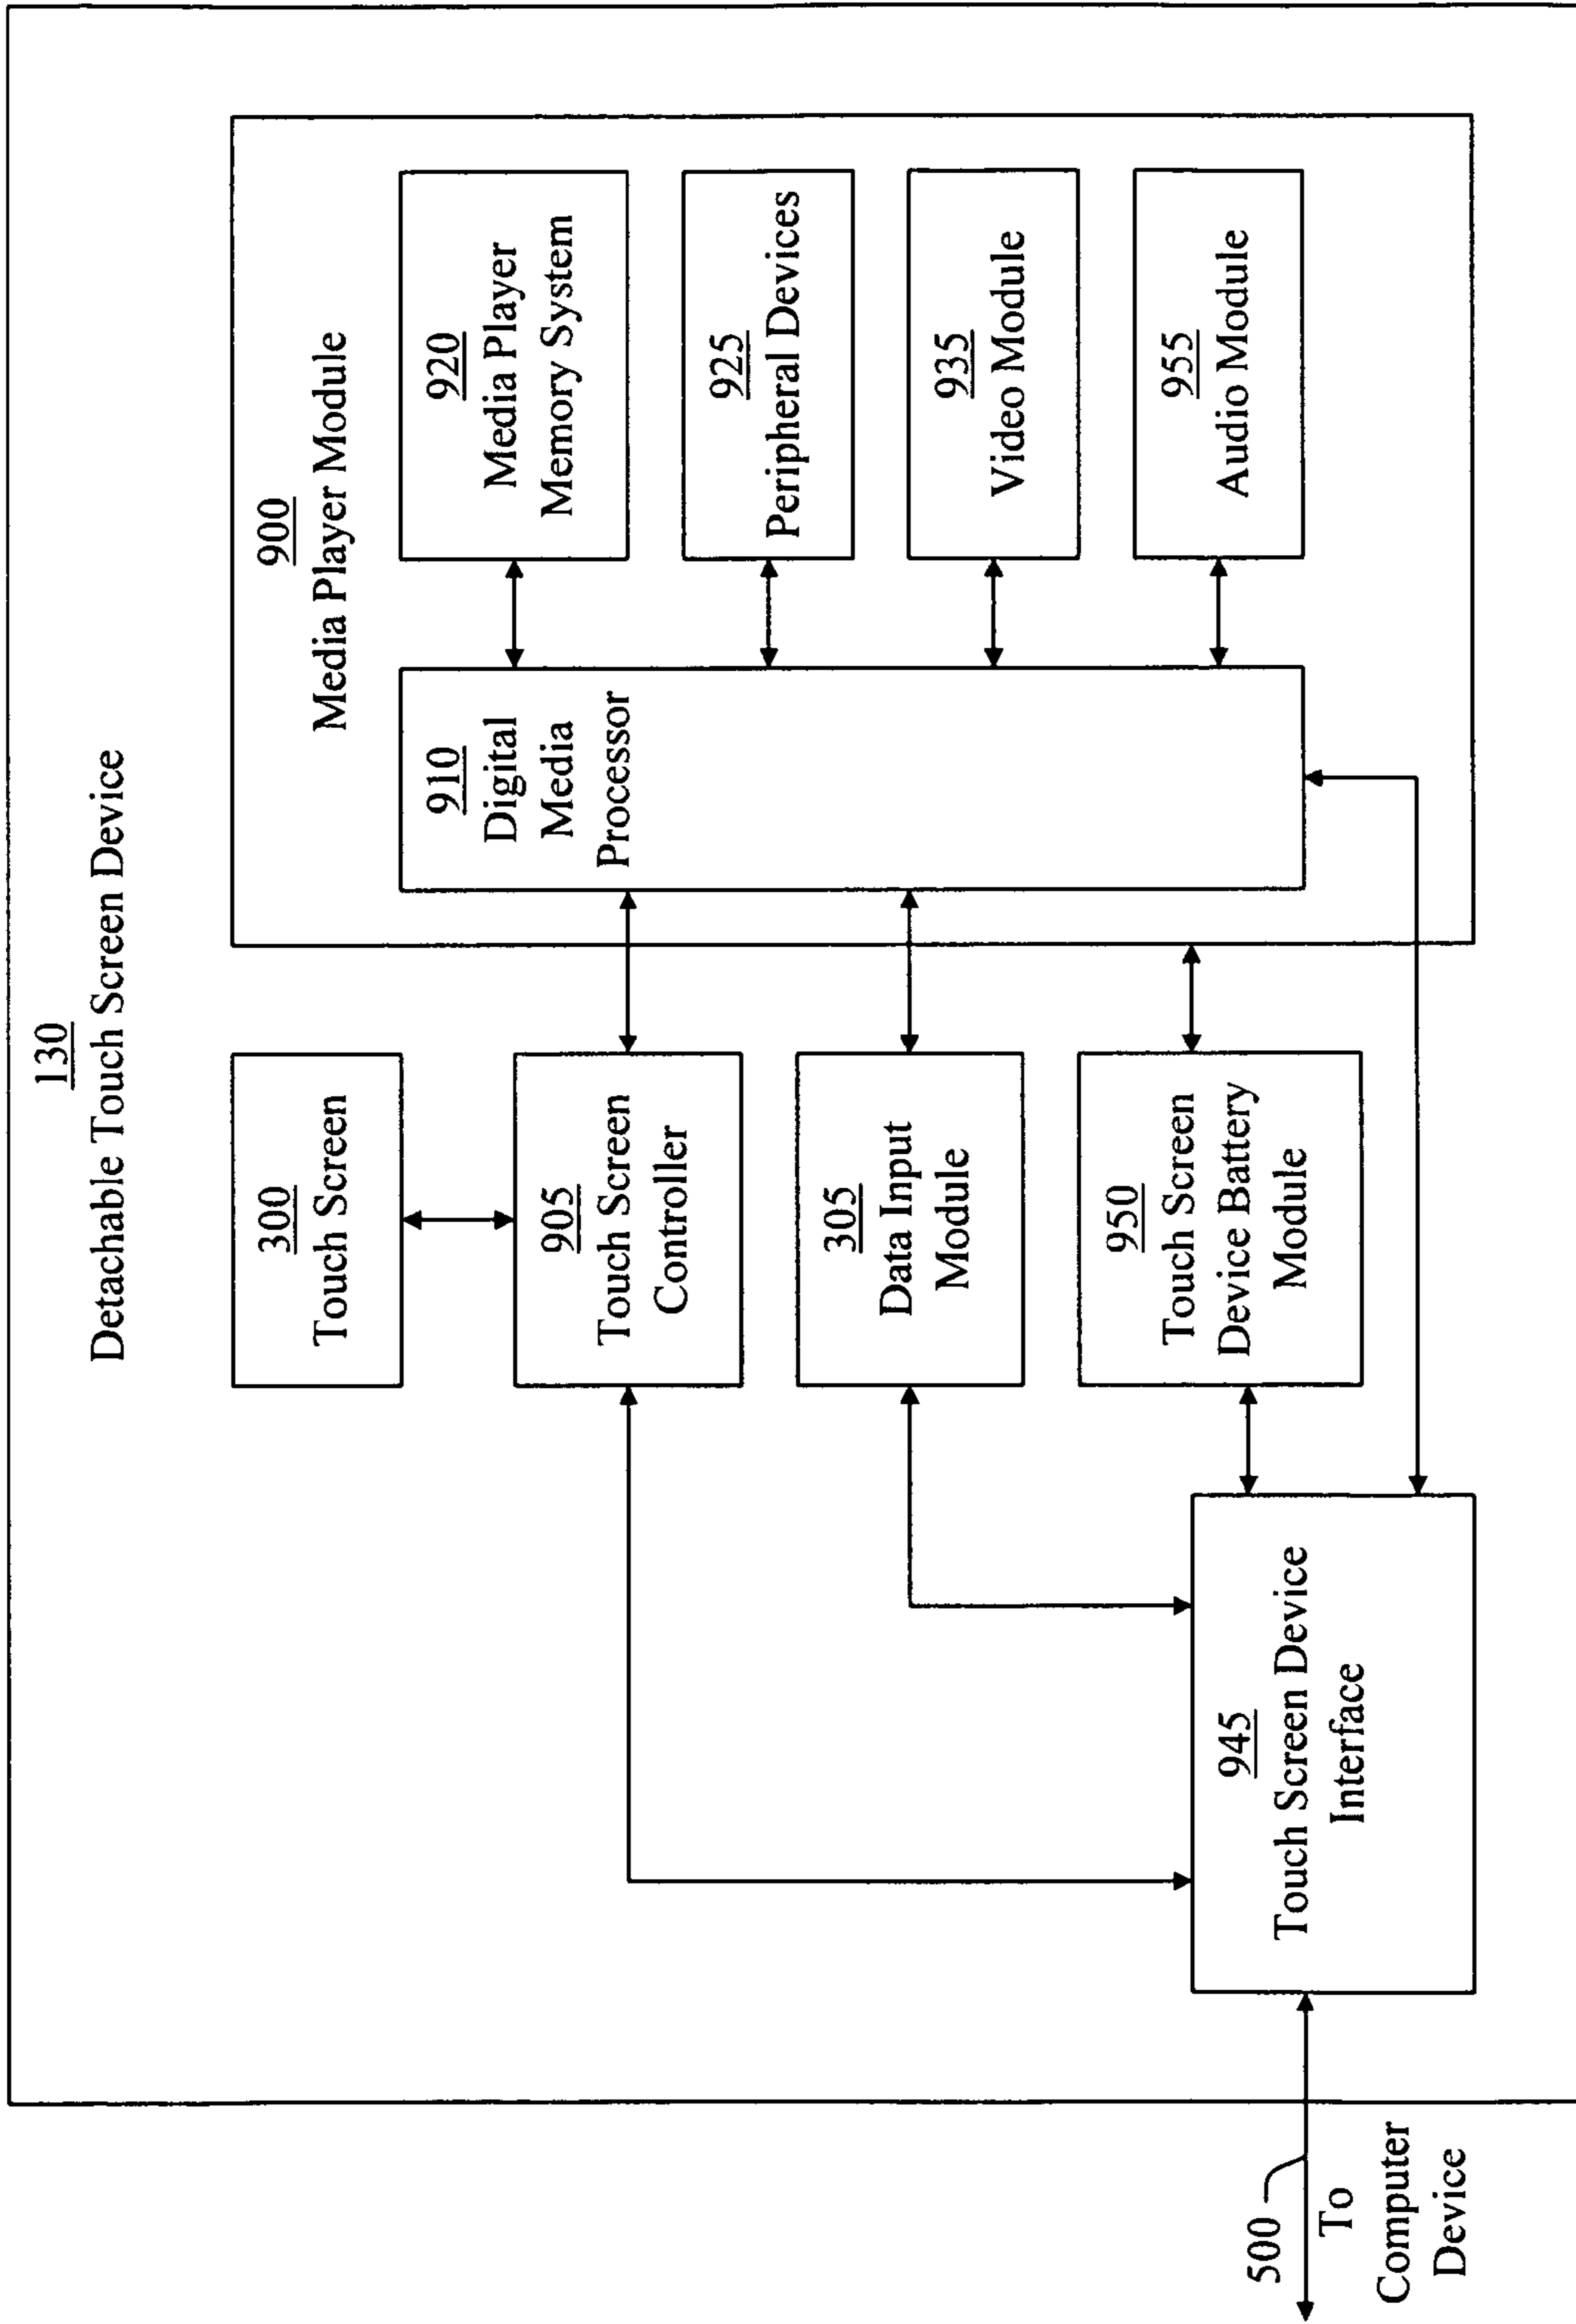 130
Detachable Touch Screen Device
900
Media Player Module
300
Touch Screen
920
Media Player
Memory System
910
Digital
Media
Processor
905
Touch Screen
Controller
925
Peripheral Devices
305
Data Input
Module
935
Video Module
950
Touch Screen
Device Battery
Module
955
Audio Module
945
Touch Screen Device
Interface
500
To
Computer
Device